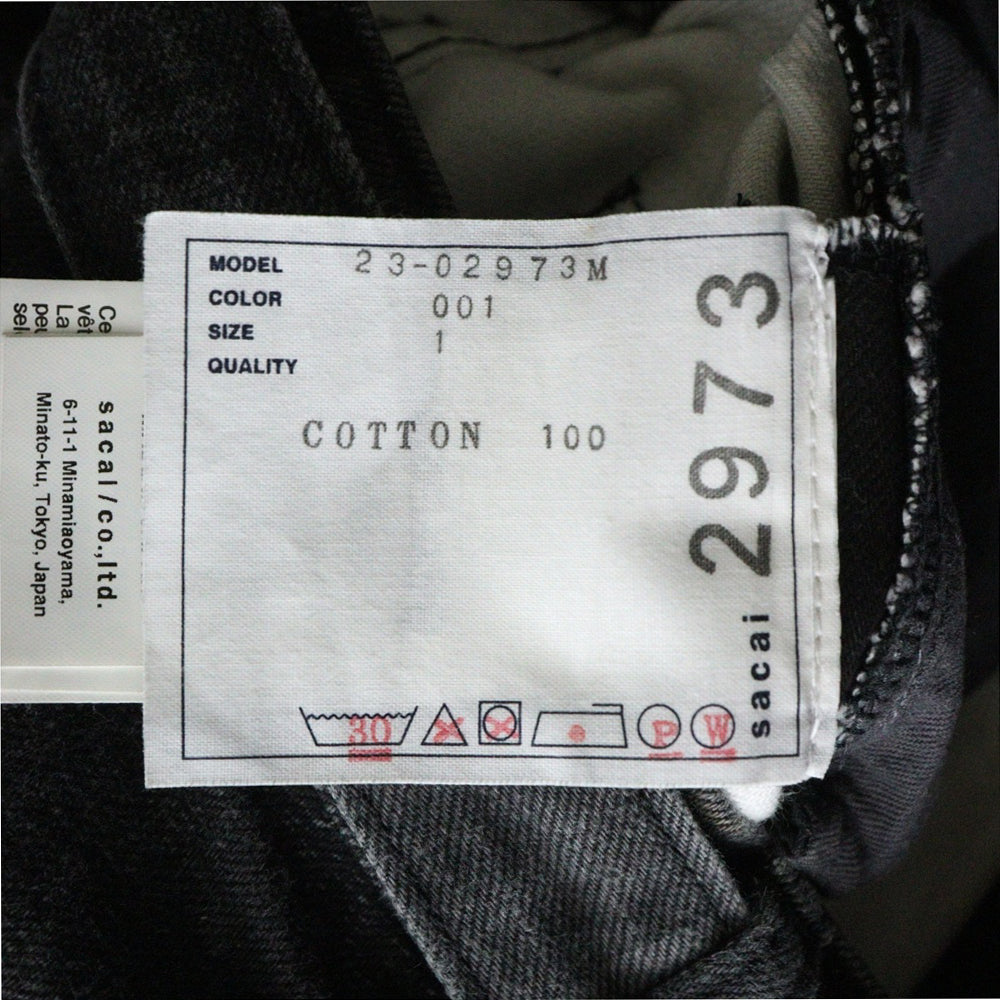 MODEL 23-02973M
COLOR 001
SIZE 1
QUALITY
COTTON 100
sacai 2973
30
P
W
Ce
vêt
La
peu
sel
sacai/co.,ltd.
6-11-1 Minamiaoyama,
Minato-ku, Tokyo, Japan